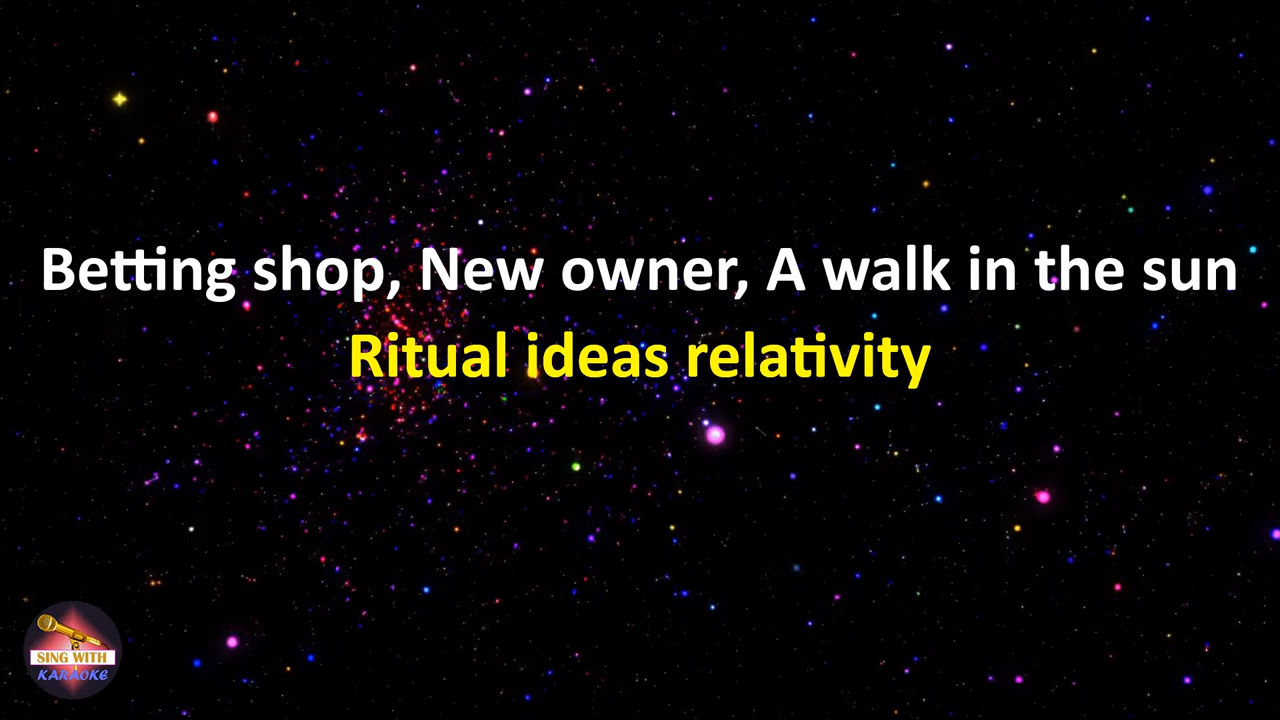 Betting shop, New owner, A walk in the sun
Ritual ideas relativity
SING WITH
KARAOKE